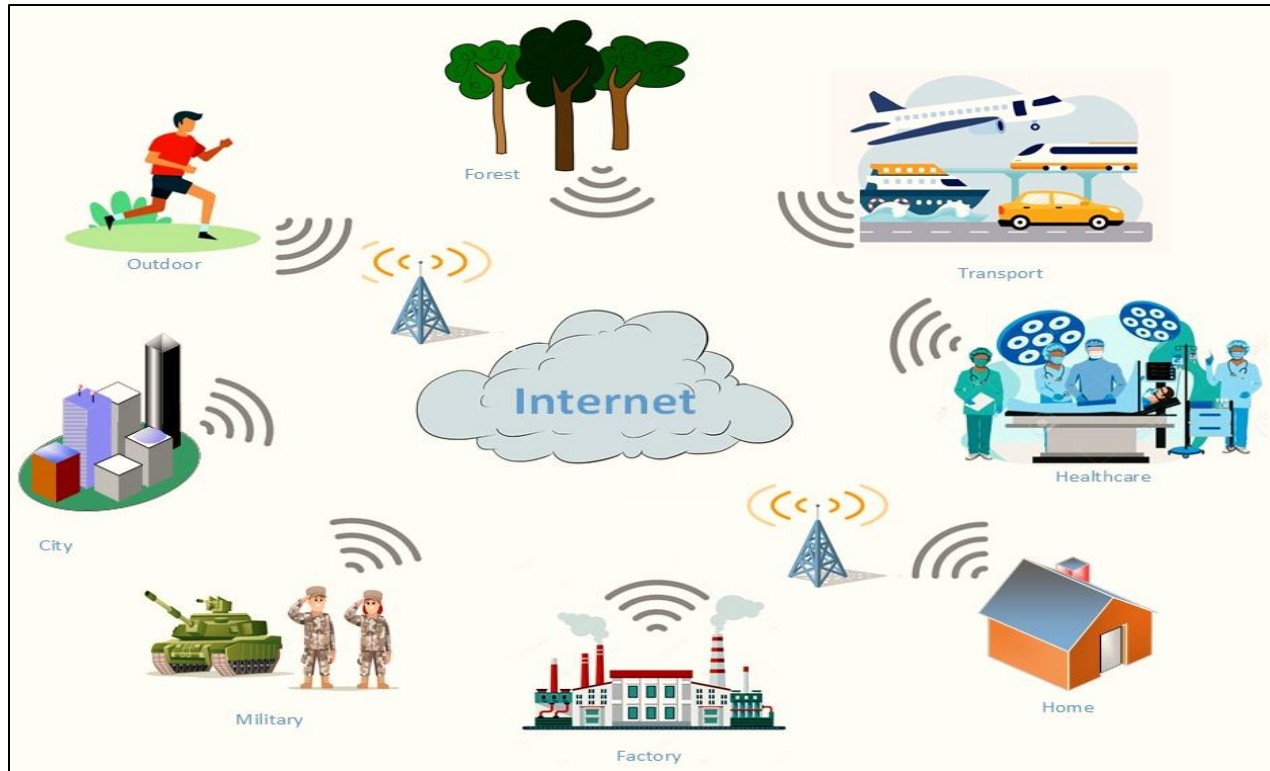 Forest
Outdoor
Transport
Internet
Healthcare
City
Military
Home
Factory